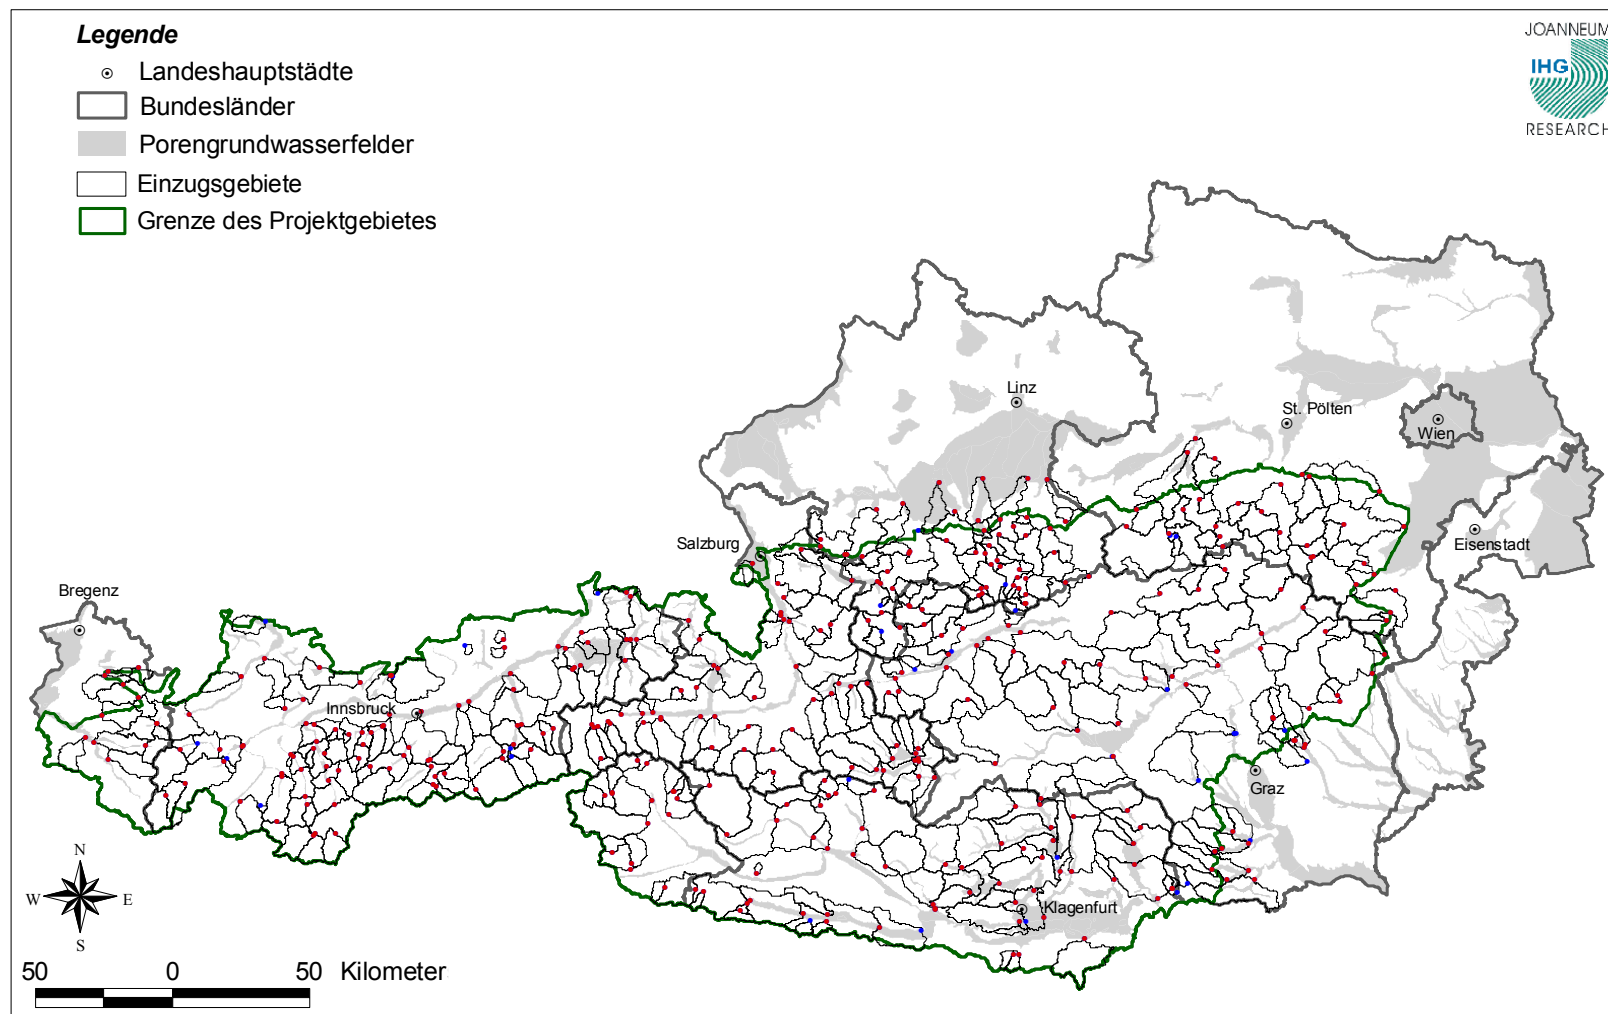 Legende
Landeshauptstädte
Bundesländer
Porengrundwasserfelder
Einzugsgebiete
Grenze des Projektgebietes
JOANNEUM
IHG
RESEARCH
Linz
St. Pölten
Wien
Salzburg
Eisenstadt
Bregenz
Innsbruck
Graz
Klagenfurt
N
W E
S
50 0 50 Kilometer